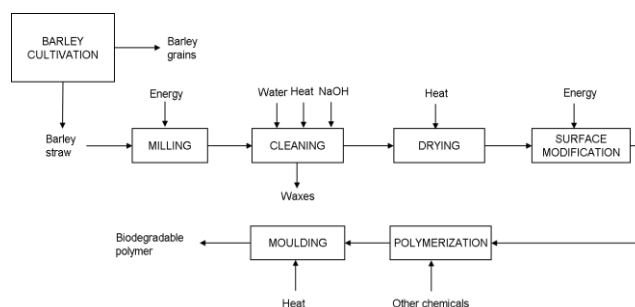 BARLEY
CULTIVATION
Barley
grains
Energy
Water Heat NaOH
Heat
Energy
Barley
straw
MILLING
CLEANING
DRYING
SURFACE
MODIFICATION
Waxes
Biodegradable
polymer
MOULDING
POLYMERIZATION
Heat
Other chemicals